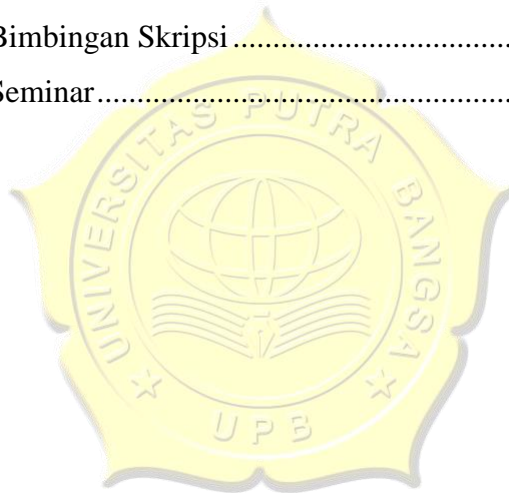 Bimbingan Skripsi ..................................
Seminar.....................................................
UNIVERSITAS PUTRA BANGSA
UPB